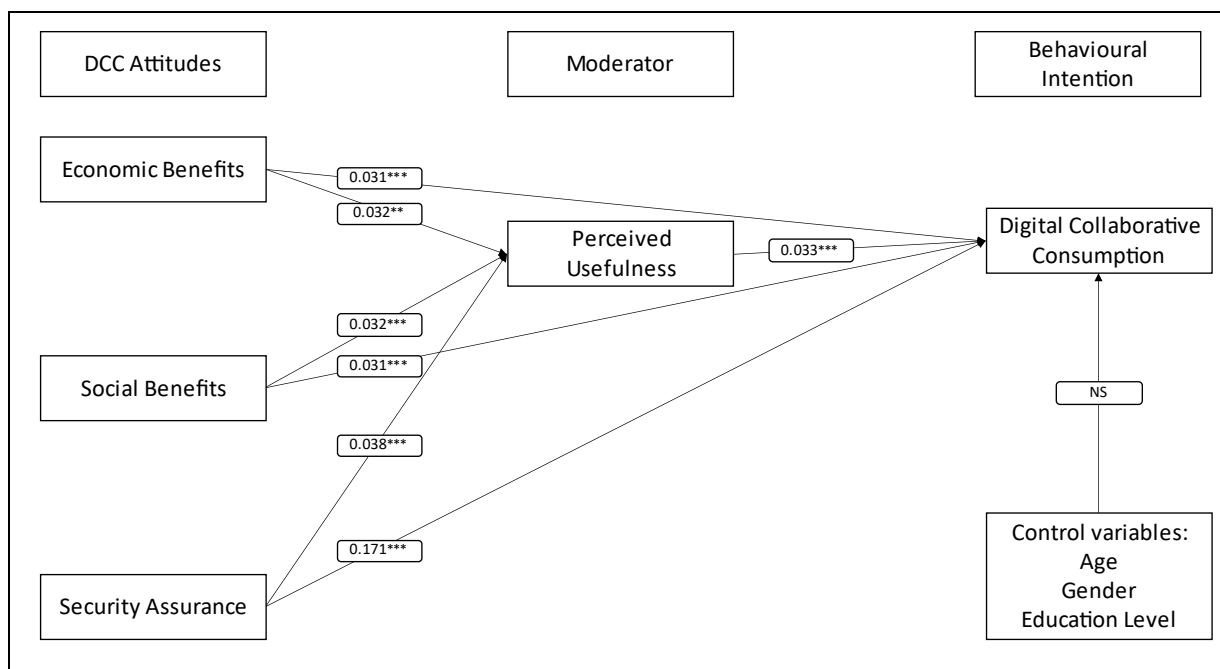 DCC Attitudes
Moderator
Behavioural
Intention
Economic Benefits
0.031***
0.032**
Perceived
Usefulness
0.033***
Digital Collaborative
Consumption
0.032***
0.031***
Social Benefits
NS
0.038***
0.171***
Security Assurance
Control variables:
Age
Gender
Education Level